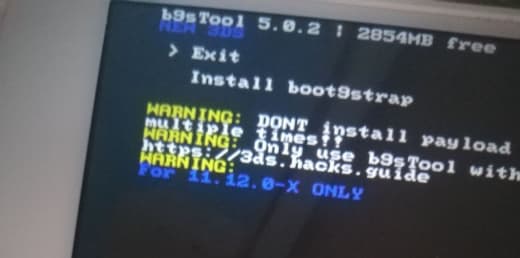 b9sTool 5.0.2 | 2854MB free
NEW 3DS
> Exit
Install boot9strap
WARNING: DONT install payload
multiple times!!
WARNING: Only use b9sTool with
https://3ds.hacks.guide
WARNING:
For 11.12.0-X ONLY